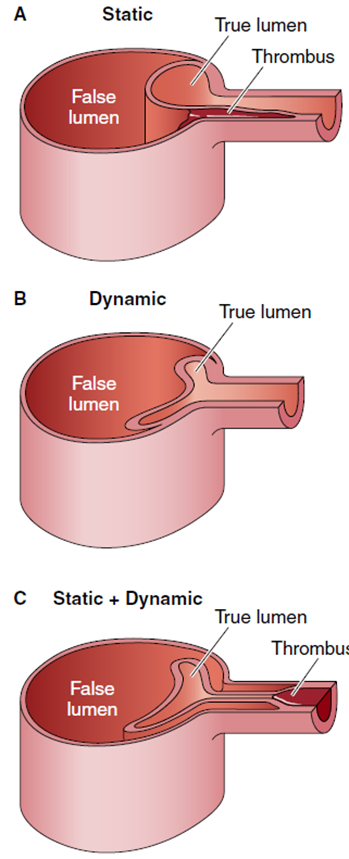 A Static
True lumen
Thrombus
False
lumen
B Dynamic
True lumen
False
lumen
C Static + Dynamic
True lumen
Thrombus
False
lumen